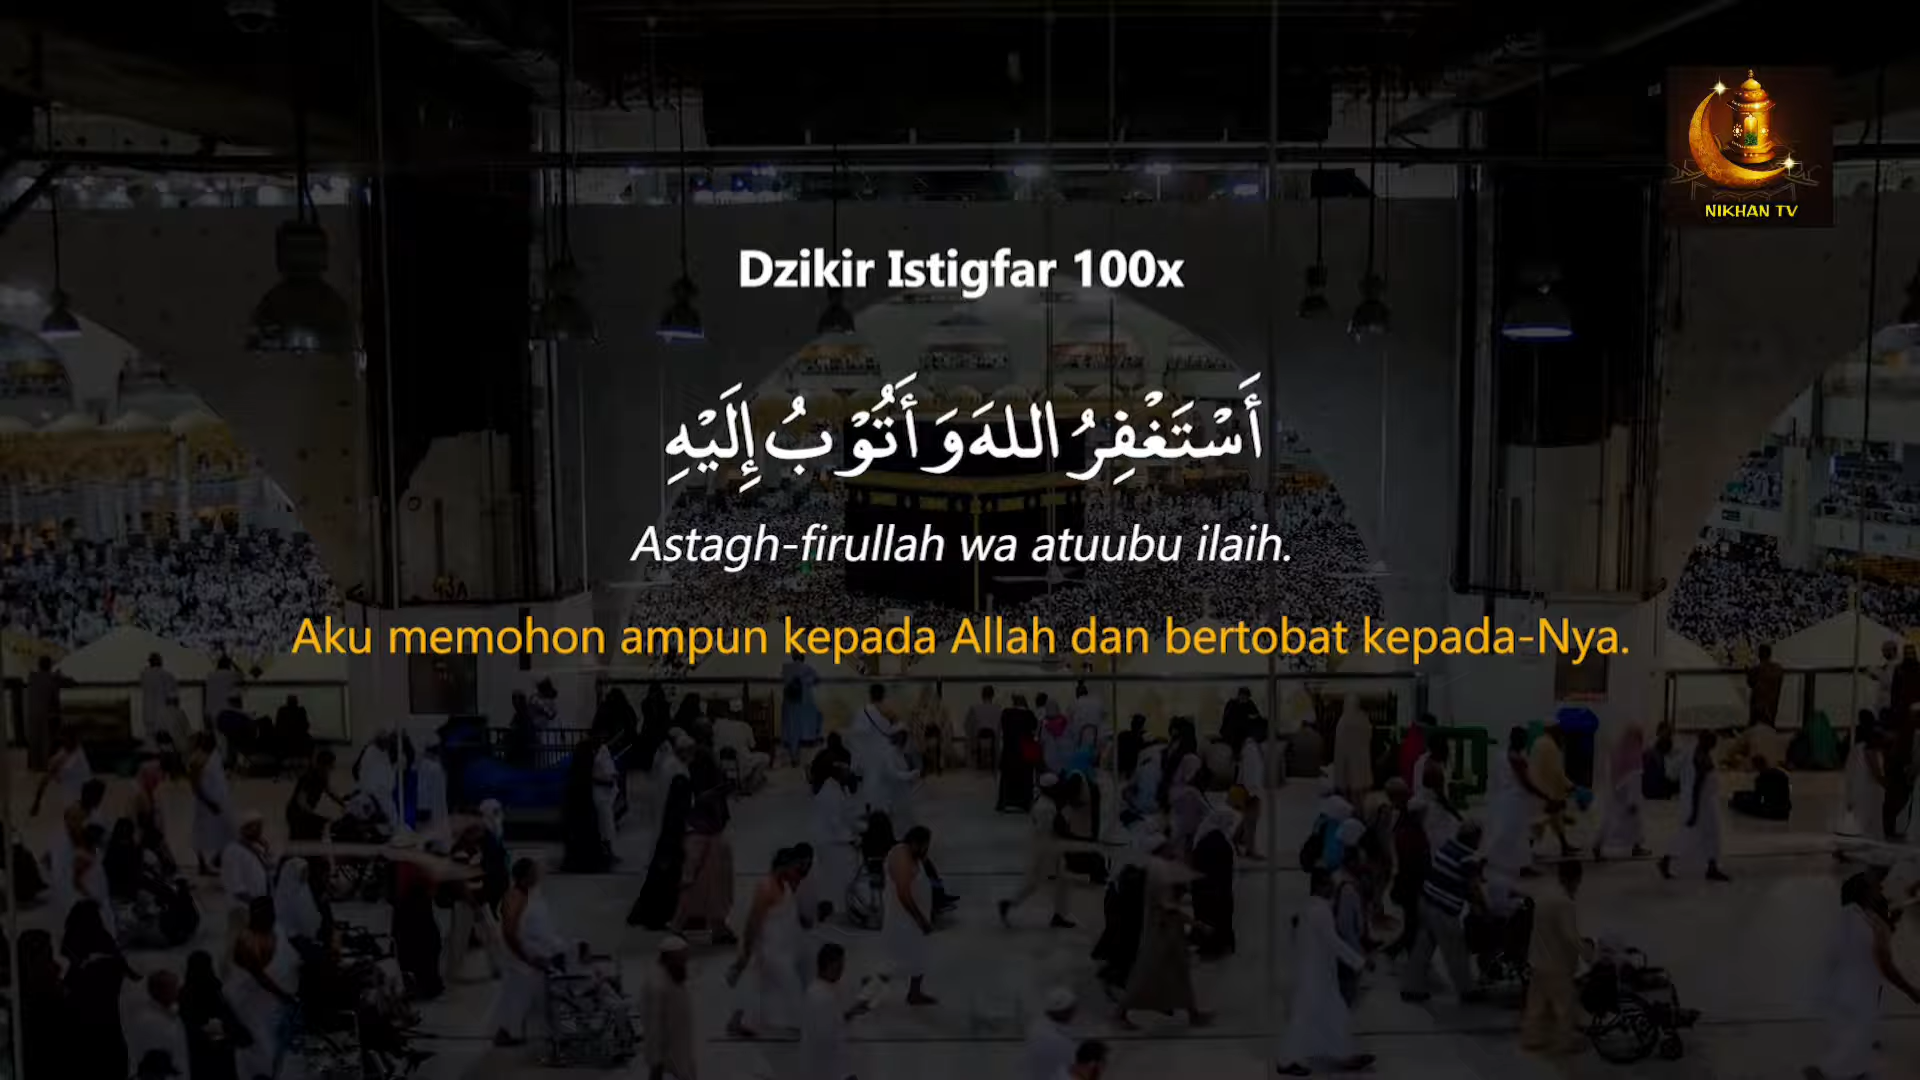 NIKHAN TV
Dzikir Istigfar 100x
أَسْتَغْفِرُ اللهَ وَ أَتُوْبُ إِلَيْهِ
Astagh-firullah wa atuubu ilaih.
Aku memohon ampun kepada Allah dan bertobat kepada-Nya.